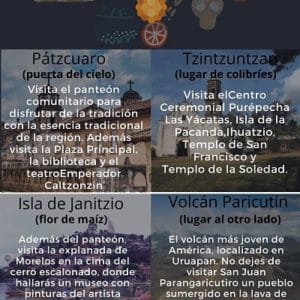 Pátzcuaro
(puerta del cielo)
Visita el panteón
comunitario para
disfrutar de la tradición
con la esencia tradicional
de la región. Además
visita la Plaza Principal,
la biblioteca y el
teatroEmperador
Caltzonzin.
Tzintzuntzan
(lugar de colibríes)
Visita elCentro
Ceremonial Purépecha
Las Yácatas, Isla de la
Pacanda,Ihuatzio,
Templo de San
Francisco y
Templo de la Soledad.
Isla de Janitzio
(flor de maíz)
Además del panteón,
visita la explanada de
Morelos en la cima del
cerro escalonado, donde
hallarás un museo con
pinturas del artista
Volcán Paricutín
(lugar al otro lado)
El volcán más joven de
América, localizado en
Uruapan. No dejes de
visitar San Juan
Parangaricutiro un pueblo
sumergido en la lava de